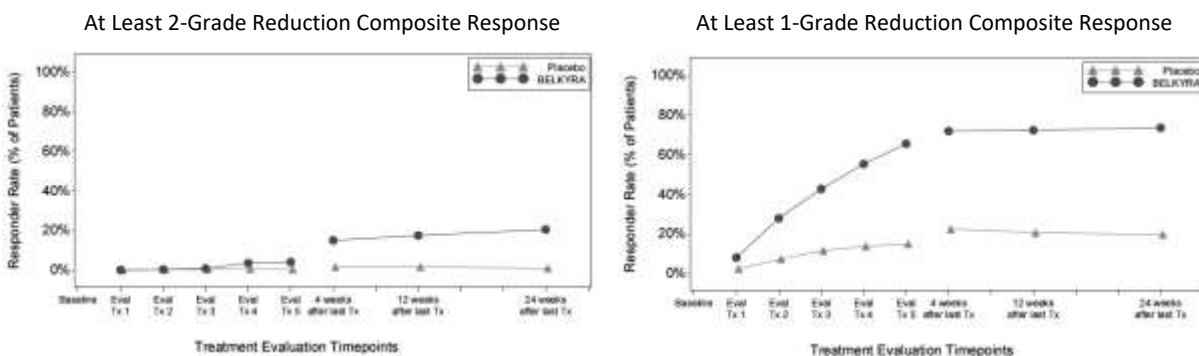 At Least 2-Grade Reduction Composite Response
100%
80%
60%
40%
20%
0%
Responder Rate (% of Patients)
Placebo
BELKYRA
Baseline
Eval Tx 1
Eval Tx 2
Eval Tx 3
Eval Tx 4
Eval Tx 5
4 weeks after last Tx
12 weeks after last Tx
24 weeks after last Tx
Treatment Evaluation Timepoints
At Least 1-Grade Reduction Composite Response
100%
80%
60%
40%
20%
0%
Responder Rate (% of Patients)
Placebo
BELKYRA
Baseline
Eval Tx 1
Eval Tx 2
Eval Tx 3
Eval Tx 4
Eval Tx 5
4 weeks after last Tx
12 weeks after last Tx
24 weeks after last Tx
Treatment Evaluation Timepoints